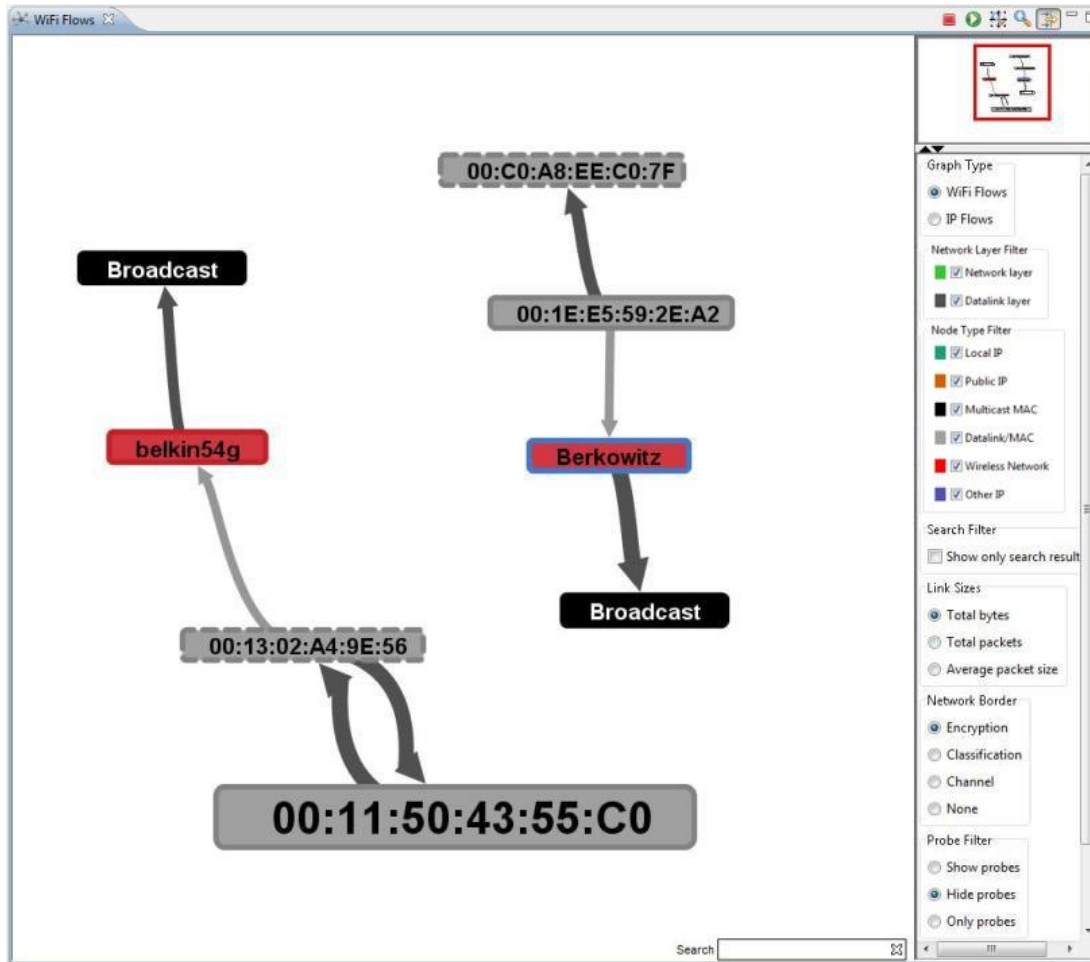 WiFi Flows
00:C0:A8:EE:C0:7F
Broadcast
00:1E:E5:59:2E:A2
belkin54g
Berkowitz
Broadcast
00:13:02:A4:9E:56
00:11:50:43:55:C0
Search
Graph Type
WiFi Flows
IP Flows
Network Layer Filter
Network layer
Datalink layer
Node Type Filter
Local IP
Public IP
Multicast MAC
Datalink/MAC
Wireless Network
Other IP
Search Filter
Show only search result
Link Sizes
Total bytes
Total packets
Average packet size
Network Border
Encryption
Classification
Channel
None
Probe Filter
Show probes
Hide probes
Only probes